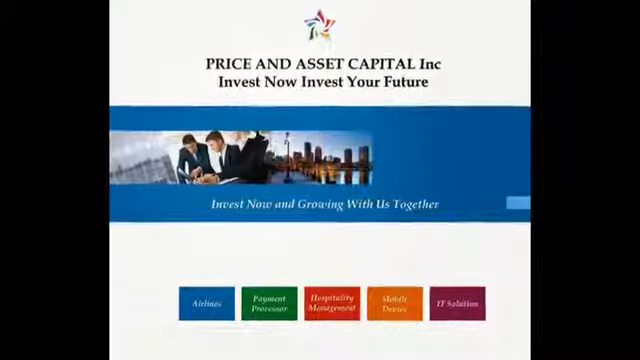 PRICE AND ASSET CAPITAL Inc
Invest Now Invest Your Future
Invest Now and Growing With Us Together
Airlines
Payment
Processor
Hospitality
Management
Mobile
IT Solution